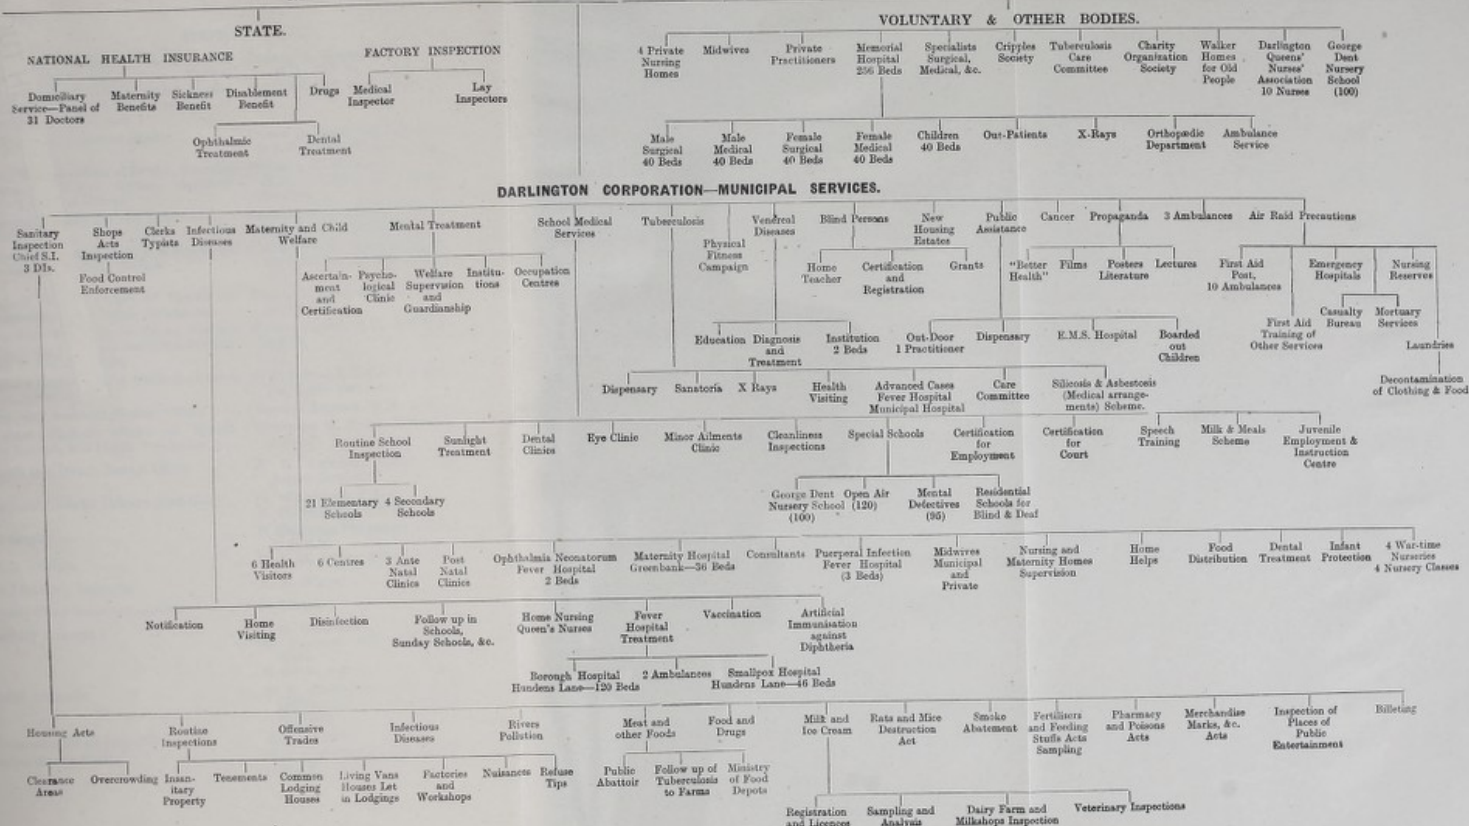 STATE.
VOLUNTARY & OTHER BODIES.
NATIONAL HEALTH INSURANCE
FACTORY INSPECTION
Domiciliary
Service—Panel of
31 Doctors
Maternity
Benefits
Sickness
Benefit
Disablement
Benefit
Drugs
Medical
Inspector
Lay
Inspectors
Ophthalmic
Treatment
Dental
Treatment
4 Private
Nursing
Homes
Midwives
Private
Practitioners
Memorial
Hospital
256 Beds
Specialists
Surgical,
Medical, &c.
Cripples
Society
Tuberculosis
Care
Committee
Charity
Organization
Society
Walker
Homes
for Old
People
Darlington
Queens'
Nurses'
Association
10 Nurses
George
Dent
Nursery
School
(100)
Male
Surgical
40 Beds
Male
Medical
40 Beds
Female
Surgical
40 Beds
Female
Medical
40 Beds
Children
40 Beds
Out-Patients
X-Rays
Orthopædic
Department
Ambulance
Service
DARLINGTON CORPORATION—MUNICIPAL SERVICES.
Sanitary
Inspection
Chief S.I.
3 DIs.
Shops
Acts
Inspection
Food Control
Enforcement
Clerks
Typists
Infectious
Diseases
Maternity and Child
Welfare
Mental Treatment
School Medical
Services
Tuberculosis
Physical
Fitness
Campaign
Venereal
Diseases
Blind Persons
New
Housing
Estates
Public
Assistance
Cancer
Propaganda
3 Ambulances
Air Raid Precautions
Ascertain-
ment
and
Certification
Psycho-
logical
Clinic
Welfare
Supervision
and
Guardianship
Institu-
tions
Occupation
Centres
Home
Teacher
Certification
and
Registration
Grants
"Better
Health"
Films
Posters
Literature
Lectures
First Aid
Post,
10 Ambulances
Emergency
Hospitals
Nursing
Reserves
First Aid
Training of
Other Services
Casualty
Bureau
Mortuary
Services
Laundries
Decontamination
of Clothing & Food
Education
Diagnosis
and
Treatment
Institution
2 Beds
Out-Door
1 Practitioner
Dispensary
E.M.S. Hospital
Boarded
out
Children
Dispensary
Sanatoria
X Rays
Health
Visiting
Advanced Cases
Fever Hospital
Municipal Hospital
Care
Committee
Silicosis & Asbestosis
(Medical arrange-
ments) Scheme.
Routine School
Inspection
Sunlight
Treatment
Dental
Clinics
Eye Clinic
Minor Ailments
Clinic
Cleanliness
Inspections
Special Schools
Certification
for
Employment
Certification
for
Court
Speech
Training
Milk & Meals
Scheme
Juvenile
Employment &
Instruction
Centre
21 Elementary
Schools
4 Secondary
Schools
George Dent
Nursery School
(100)
Open Air
(120)
Mental
Defectives
(95)
Residential
Schools for
Blind & Deaf
6 Health
Visitors
6 Centres
3 Ante
Natal
Clinics
Post
Natal
Clinics
Ophthalmia Neonatorum
Fever Hospital
2 Beds
Maternity Hospital
Greenbank—36 Beds
Consultants
Puerperal Infection
Fever Hospital
(3 Beds)
Midwives
Municipal
and
Private
Nursing and
Maternity Homes
Supervision
Home
Helps
Food
Distribution
Dental
Treatment
Infant
Protection
4 War-time
Nurseries
4 Nursery Classes
Notification
Home
Visiting
Disinfection
Follow up in
Schools,
Sunday Schools, &c.
Home Nursing
Queen's Nurses
Fever
Hospital
Treatment
Vaccination
Artificial
Immunisation
against
Diphtheria
Borough Hospital
Hundens Lane—120 Beds
2 Ambulances
Smallpox Hospital
Hundens Lane—46 Beds
Housing Acts
Routine
Inspections
Offensive
Trades
Infectious
Diseases
Rivers
Pollution
Meat and
other Foods
Food and
Drugs
Milk and
Ice Cream
Rats and Mice
Destruction
Act
Smoke
Abatement
Fertilisers
and Feeding
Stuffs Acts
Sampling
Pharmacy
and Poisons
Acts
Merchandise
Marks, &c.
Acts
Inspection of
Places of
Public
Entertainment
Billeting
Clearance
Areas
Overcrowding
Insan-
itary
Property
Tenements
Common
Lodging
Houses
Living Vans
Houses Let
in Lodgings
Factories
and
Workshops
Nuisances
Refuse
Tips
Public
Abattoir
Follow up of
Tuberculosis
to Farms
Ministry
of Food
Depots
Registration
and Licences
Sampling and
Analysis
Dairy Farm and
Milkshops Inspection
Veterinary Inspections